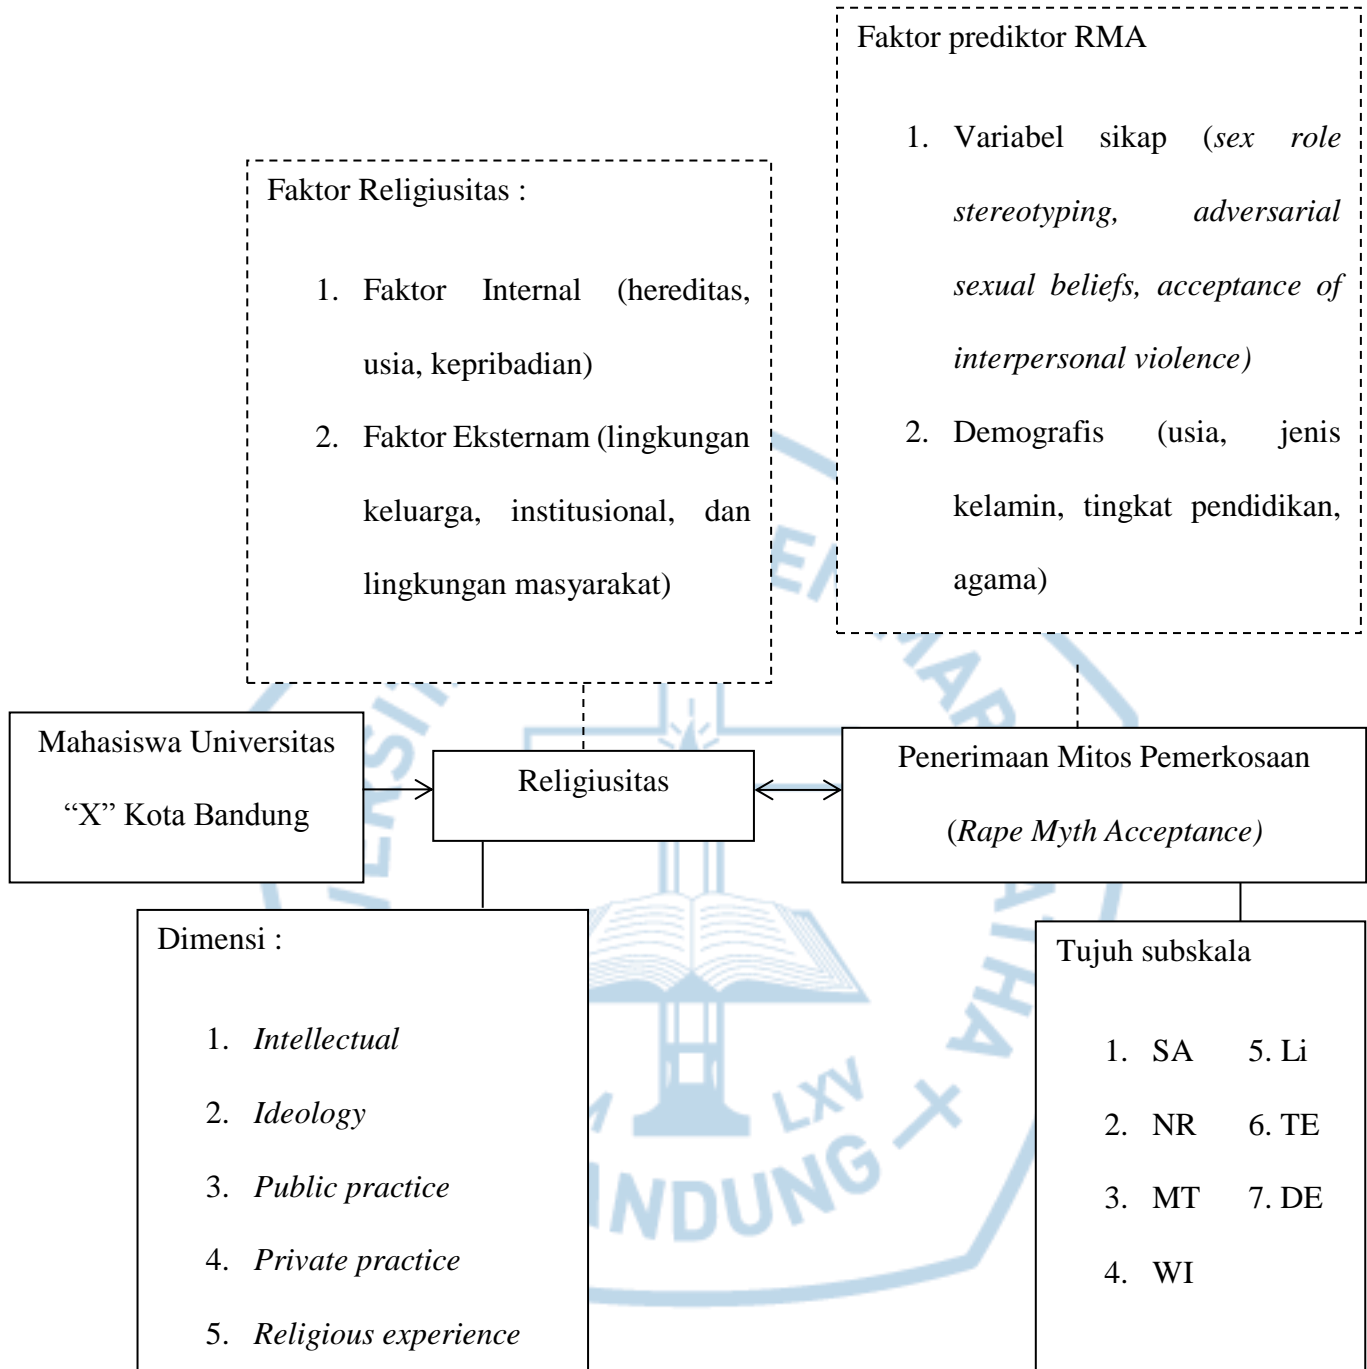 Faktor prediktor RMA
1. Variabel sikap (sex role
stereotyping, adversarial
sexual beliefs, acceptance of
interpersonal violence)
2. Demografis (usia, jenis
kelamin, tingkat pendidikan,
agama)
Faktor Religiusitas :
1. Faktor Internal (hereditas,
usia, kepribadian)
2. Faktor Eksternam (lingkungan
keluarga, institusional, dan
lingkungan masyarakat)
Mahasiswa Universitas
“X” Kota Bandung
Religiusitas
Penerimaan Mitos Pemerkosaan
(Rape Myth Acceptance)
Dimensi :
1. Intellectual
2. Ideology
3. Public practice
4. Private practice
5. Religious experience
Tujuh subskala
1. SA 5. Li
2. NR 6. TE
3. MT 7. DE
4. WI
LXV